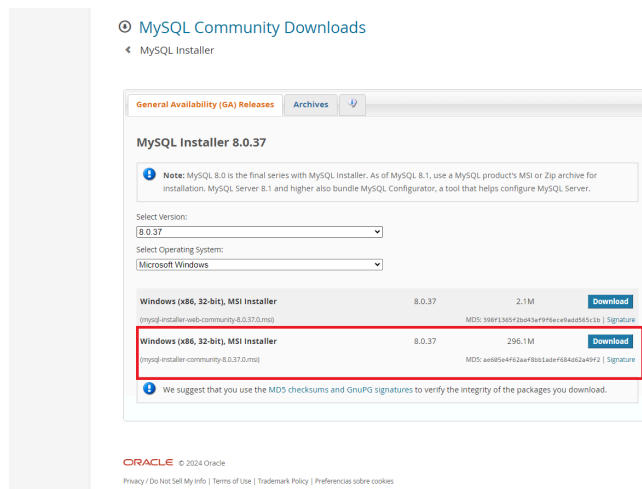 MySQL Community Downloads
MySQL Installer
General Availability (GA) Releases
Archives
MySQL Installer 8.0.37
Note: MySQL 8.0 is the final series with MySQL Installer. As of MySQL 8.1, use a MySQL product's MSI or Zip archive for
installation. MySQL Server 8.1 and higher also bundle MySQL Configurator, a tool that helps configure MySQL Server.
Select Version:
8.0.37
Select Operating System:
Microsoft Windows
Windows (x86, 32-bit), MSI Installer 8.0.37 2.1M Download
(mysql-installer-web-community-8.0.37.0.msi) MD5: | Signature
Windows (x86, 32-bit), MSI Installer 8.0.37 296.1M Download
(mysql-installer-community-8.0.37.0.msi) MD5: | Signature
We suggest that you use the MD5 checksums and GnuPG signatures to verify the integrity of the packages you download.
ORACLE © 2024 Oracle
Privacy / Do Not Sell My Info | Terms of Use | Trademark Policy | Preferencias sobre cookies